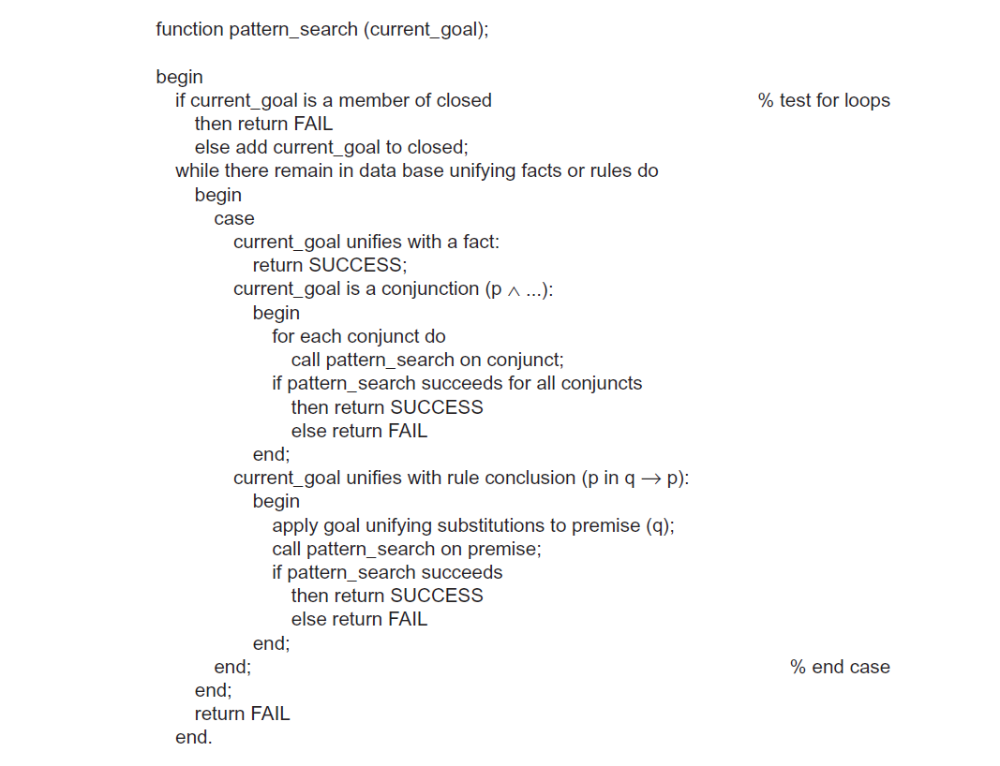 function pattern_search (current_goal);
begin
if current_goal is a member of closed % test for loops
then return FAIL
else add current_goal to closed;
while there remain in data base unifying facts or rules do
begin
case
current_goal unifies with a fact:
return SUCCESS;
current_goal is a conjunction (p ∧ ...):
begin
for each conjunct do
call pattern_search on conjunct;
if pattern_search succeeds for all conjuncts
then return SUCCESS
else return FAIL
end;
current_goal unifies with rule conclusion (p in q → p):
begin
apply goal unifying substitutions to premise (q);
call pattern_search on premise;
if pattern_search succeeds
then return SUCCESS
else return FAIL
end;
end; % end case
end;
return FAIL
end.